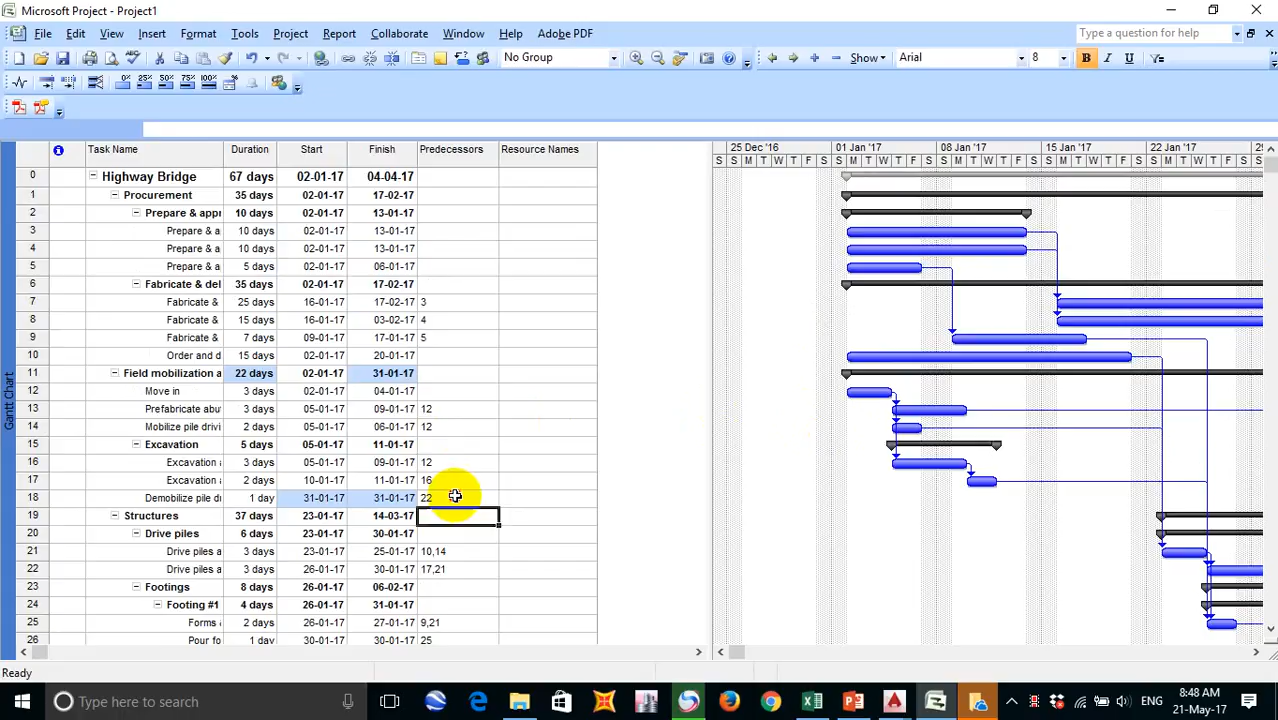 Microsoft Project - Project1
File Edit View Insert Format Tools Project Report Collaborate Window Help Adobe PDF Type a question for help
No Group Show Arial 8 B I U
0% 25% 50% 75% 100%
Task Name Duration Start Finish Predecessors Resource Names 25 Dec '16 01 Jan '17 08 Jan '17 15 Jan '17 22 Jan '17
S S M T W T F S S M T W T F S S M T W T F S S M T W T F S S M T W T F S S M
0 Highway Bridge 67 days 02-01-17 04-04-17
1 Procurement 35 days 02-01-17 17-02-17
2 Prepare & appr 10 days 02-01-17 13-01-17
3 Prepare & a 10 days 02-01-17 13-01-17
4 Prepare & a 10 days 02-01-17 13-01-17
5 Prepare & a 5 days 02-01-17 06-01-17
6 Fabricate & del 35 days 02-01-17 17-02-17
7 Fabricate & 25 days 16-01-17 17-02-17 3
8 Fabricate & 15 days 16-01-17 03-02-17 4
9 Fabricate & 7 days 09-01-17 17-01-17 5
10 Order and d 15 days 02-01-17 20-01-17
11 Field mobilization a 22 days 02-01-17 31-01-17
12 Move in 3 days 02-01-17 04-01-17
13 Prefabricate abu 3 days 05-01-17 09-01-17 12
14 Mobilize pile drivi 2 days 05-01-17 06-01-17 12
15 Excavation 5 days 05-01-17 11-01-17
16 Excavation 3 days 05-01-17 09-01-17 12
17 Excavation 2 days 10-01-17 11-01-17 16
18 Demobilize pile d 1 day 31-01-17 31-01-17 22
19 Structures 37 days 23-01-17 14-03-17
20 Drive piles 6 days 23-01-17 30-01-17
21 Drive piles a 3 days 23-01-17 25-01-17 10,14
22 Drive piles a 3 days 26-01-17 30-01-17 17,21
23 Footings 8 days 26-01-17 06-02-17
24 Footing #1 4 days 26-01-17 31-01-17
25 Forms 2 days 26-01-17 27-01-17 9,21
26 Pour fo 1 day 30-01-17 30-01-17 25
Gantt Chart
Ready
Type here to search ENG 8:48 AM
21-May-17